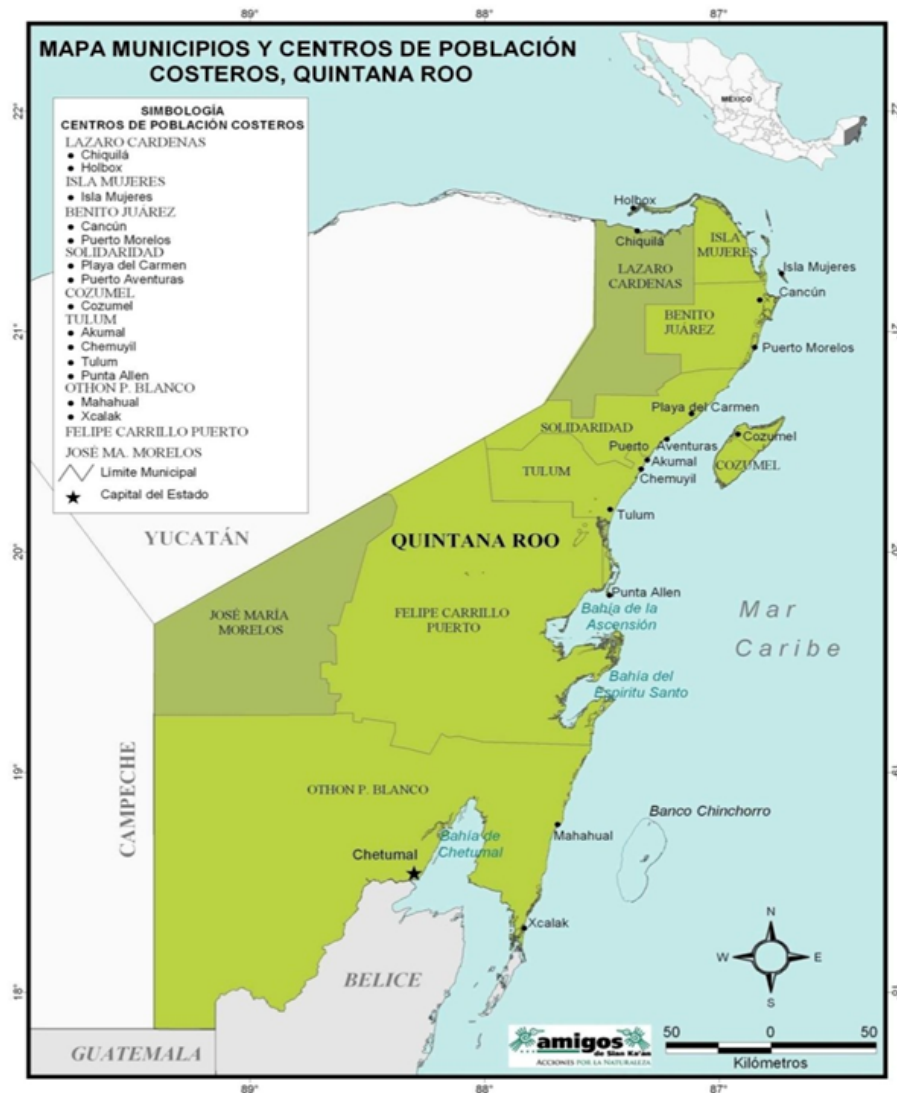 89°
88°
87°
MAPA MUNICIPIOS Y CENTROS DE POBLACIÓN
COSTEROS, QUINTANA ROO
MÉXICO
SIMBOLOGÍA
CENTROS DE POBLACIÓN COSTEROS
LAZARO CARDENAS
Chiquilá
Holbox
ISLA MUJERES
Isla Mujeres
BENITO JUÁREZ
Cancún
Puerto Morelos
SOLIDARIDAD
Playa del Carmen
Puerto Aventuras
COZUMEL
Cozumel
TULUM
Akumal
Chemuyil
Tulum
Punta Allen
OTHON P. BLANCO
Mahahual
Xcalak
FELIPE CARRILLO PUERTO
JOSÉ MA. MORELOS
Limite Municipal
Capital del Estado
22°
21°
20°
19°
18°
Holbox
Chiquilá
ISLA
MUJERES
Isla Mujeres
LAZARO
CARDENAS
Cancún
BENITO
JUÁREZ
Puerto Morelos
Playa del Carmen
SOLIDARIDAD
Puerto Aventuras
Cozumel
COZUMEL
Akumal
TULUM
Chemuyil
Tulum
YUCATÁN
QUINTANA ROO
Punta Allen
JOSÉ MARÍA
MORELOS
FELIPE CARRILLO
PUERTO
Bahía de la
Ascensión
Mar
Caribe
Bahía del
Espiritu Santo
CAMPECHE
OTHON P. BLANCO
Banco Chinchorro
Mahahual
Bahía de
Chetumal
Chetumal
Xcalak
BELICE
GUATEMALA
N
W
E
S
amigos
de Sian Ka'an
ACCIONES POR LA NATURALEZA
50
0
50
Kilómetros
89°
88°
87°